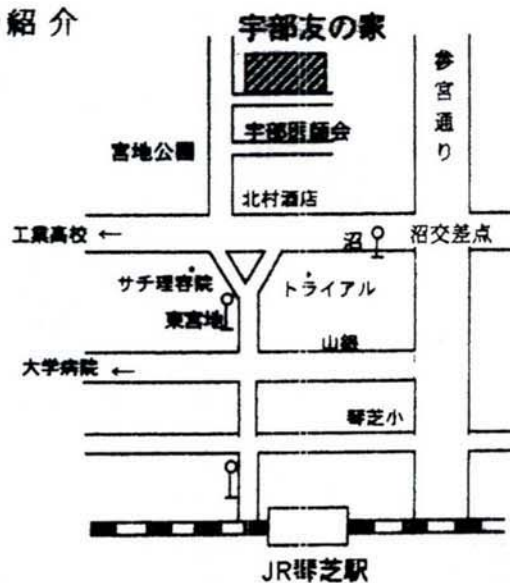 紹介
宇部友の家
参宮通り
宇部医師会
宮地公園
北村酒店
工業高校 ←
沼
沼交差点
サチ理容院
トライアル
東宮地
山銀
大学病院 ←
琴芝小
JR琴芝駅